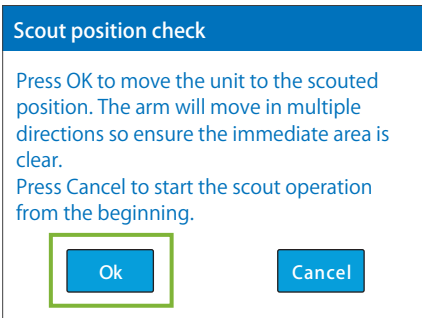 Scout position check
Press OK to move the unit to the scouted
position. The arm will move in multiple
directions so ensure the immediate area is
clear.
Press Cancel to start the scout operation
from the beginning.
Ok
Cancel